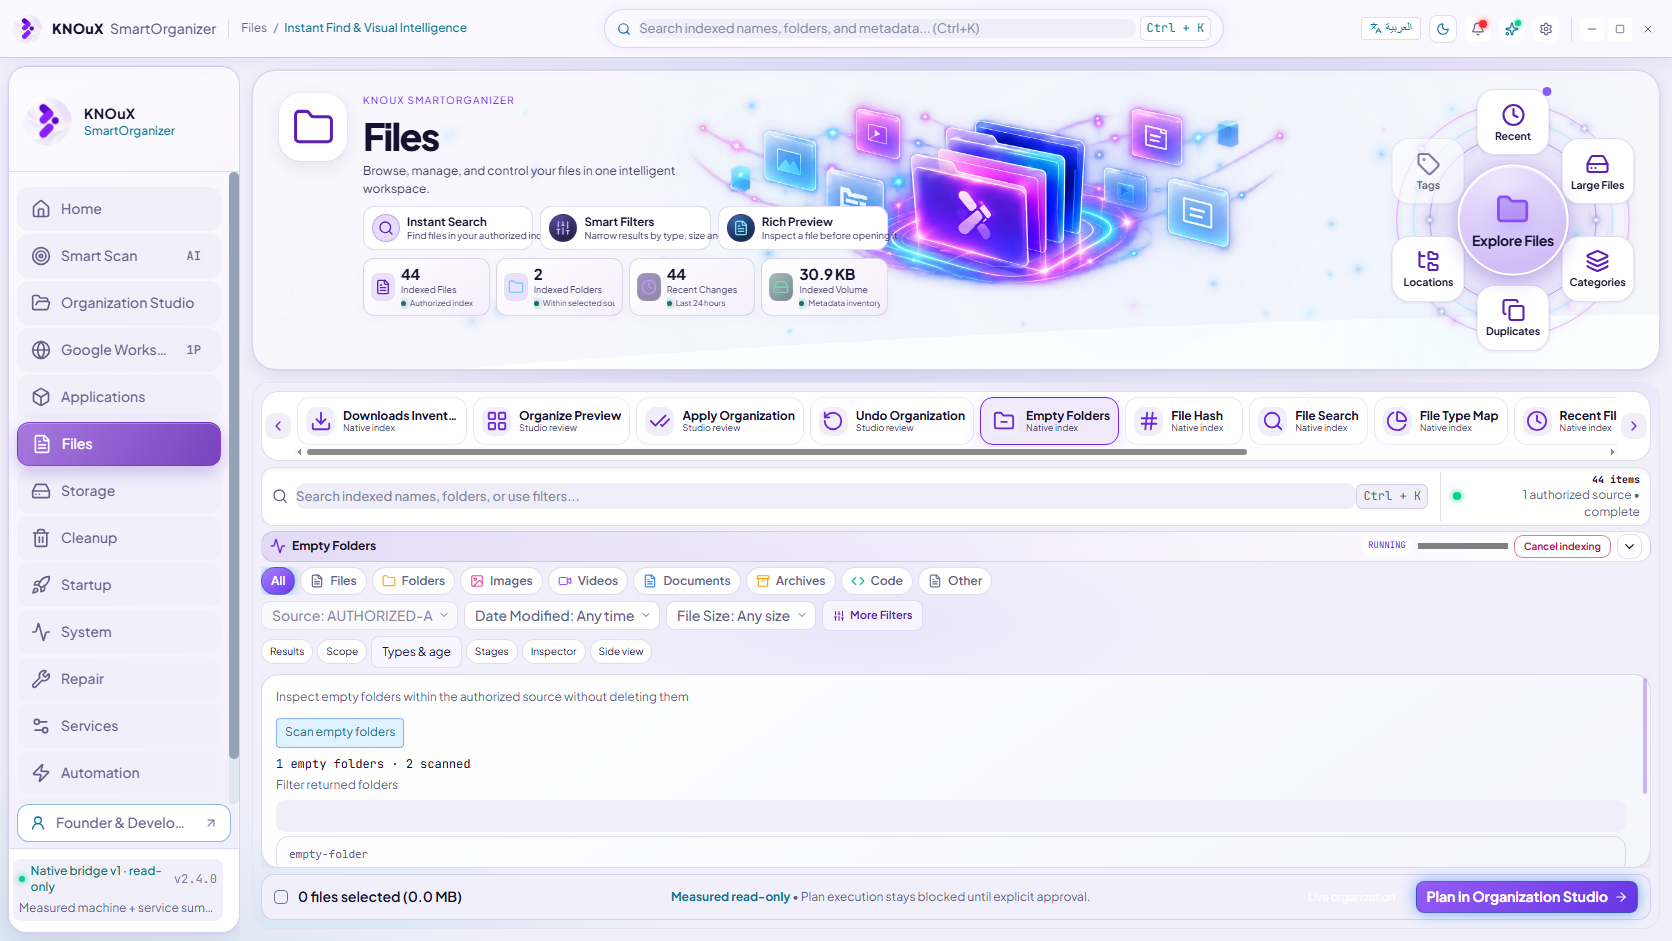 KNOuX SmartOrganizer
Files / Instant Find & Visual Intelligence
Search indexed names, folders, and metadata... (Ctrl+K)
Ctrl + K
العربية
KNOuX
SmartOrganizer
Home
Smart Scan AI
Organization Studio
Google Works... 1P
Applications
Files
Storage
Cleanup
Startup
System
Repair
Services
Automation
Founder & Develo...
Native bridge v1 · read-only
v2.4.0
Measured machine + service sum...
KNOUX SMARTORGANIZER
Files
Browse, manage, and control your files in one intelligent
workspace.
Instant Search
Find files in your authorized ind
Smart Filters
Narrow results by type, size an
Rich Preview
Inspect a file before opening it
44
Indexed Files
Authorized index
2
Indexed Folders
Within selected sou
44
Recent Changes
Last 24 hours
30.9 KB
Indexed Volume
Metadata inventory
Recent
Tags
Large Files
Explore Files
Locations
Categories
Duplicates
Downloads Invent...
Native index
Organize Preview
Studio review
Apply Organization
Studio review
Undo Organization
Studio review
Empty Folders
Native index
File Hash
Native index
File Search
Native index
File Type Map
Native index
Recent Fil
Native index
Search indexed names, folders, or use filters...
Ctrl + K
44 items
1 authorized source •
complete
Empty Folders
RUNNING
Cancel indexing
All
Files
Folders
Images
Videos
Documents
Archives
Code
Other
Source: AUTHORIZED-A
Date Modified: Any time
File Size: Any size
More Filters
Results
Scope
Types & age
Stages
Inspector
Side view
Inspect empty folders within the authorized source without deleting them
Scan empty folders
1 empty folders · 2 scanned
Filter returned folders
empty-folder
0 files selected (0.0 MB)
Measured read-only • Plan execution stays blocked until explicit approval.
Live organization
Plan in Organization Studio